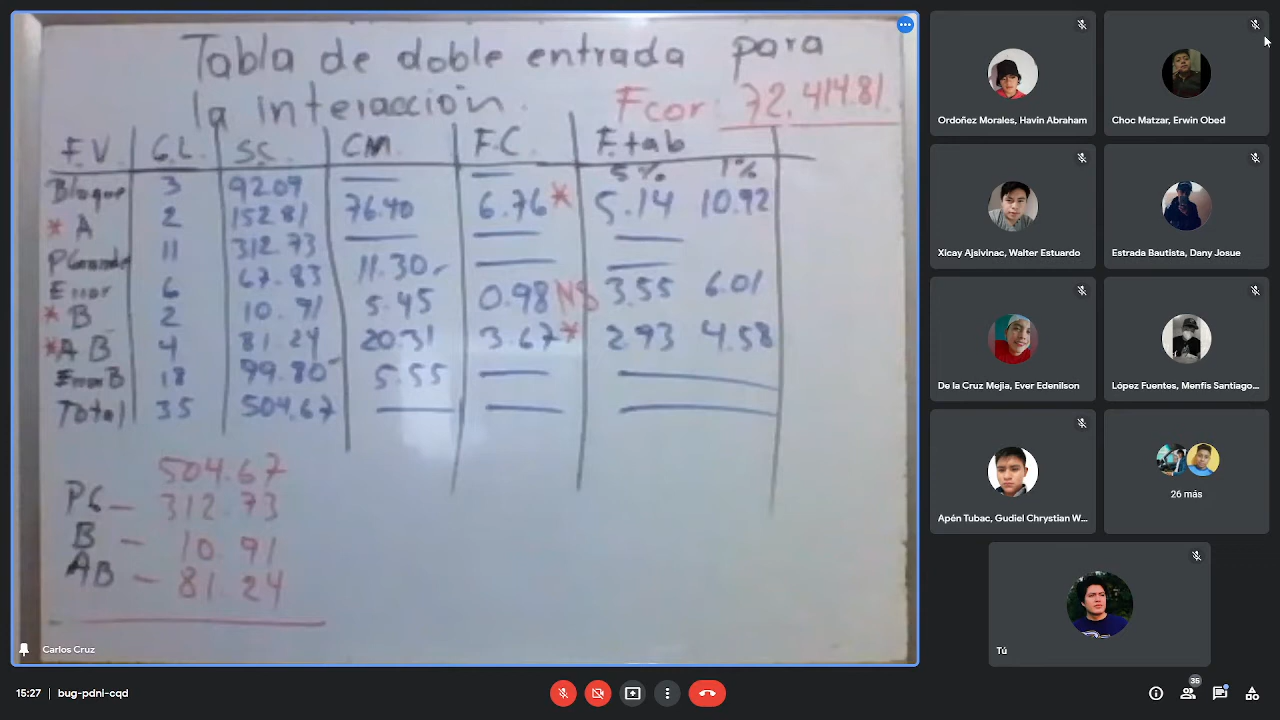 Tabla de doble entrada para
la interacción.
Fcor: 72,414.81
F.V. G.L. S.C. C.M. F.C. F.tab
5% 1%
Bloque 3 92.09
* A 2 152.81 76.40 6.76 * 5.14 10.92
P Grande 11 312.73
Error 6 67.83 11.30
* B 2 10.91 5.45 0.98 NS 3.55 6.01
* A B 4 81.24 20.31 3.67 * 2.93 4.58
Error B 18 99.80 5.55
Total 35 504.67
504.67
PG - 312.73
B - 10.91
AB - 81.24
Carlos Cruz
15:27 | bug-pdnl-cqd
Ordoñez Morales, Havin Abraham
Choc Matzar, Erwin Obed
Xicay Ajsivinac, Walter Estuardo
Estrada Bautista, Dany Josue
De la Cruz Mejia, Ever Edenilson
López Fuentes, Menfis Santiago...
Apén Tubac, Gudiel Chrystian W...
26 más
Tú
35